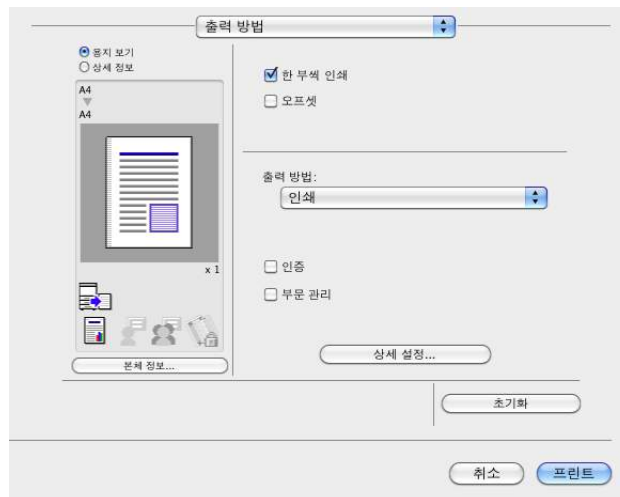 출력 방법
용지 보기
상세 정보
A4
A4
x 1
본체 정보...
한 부씩 인쇄
오프셋
출력 방법:
인쇄
인증
부문 관리
상세 설정...
초기화
취소
프린트